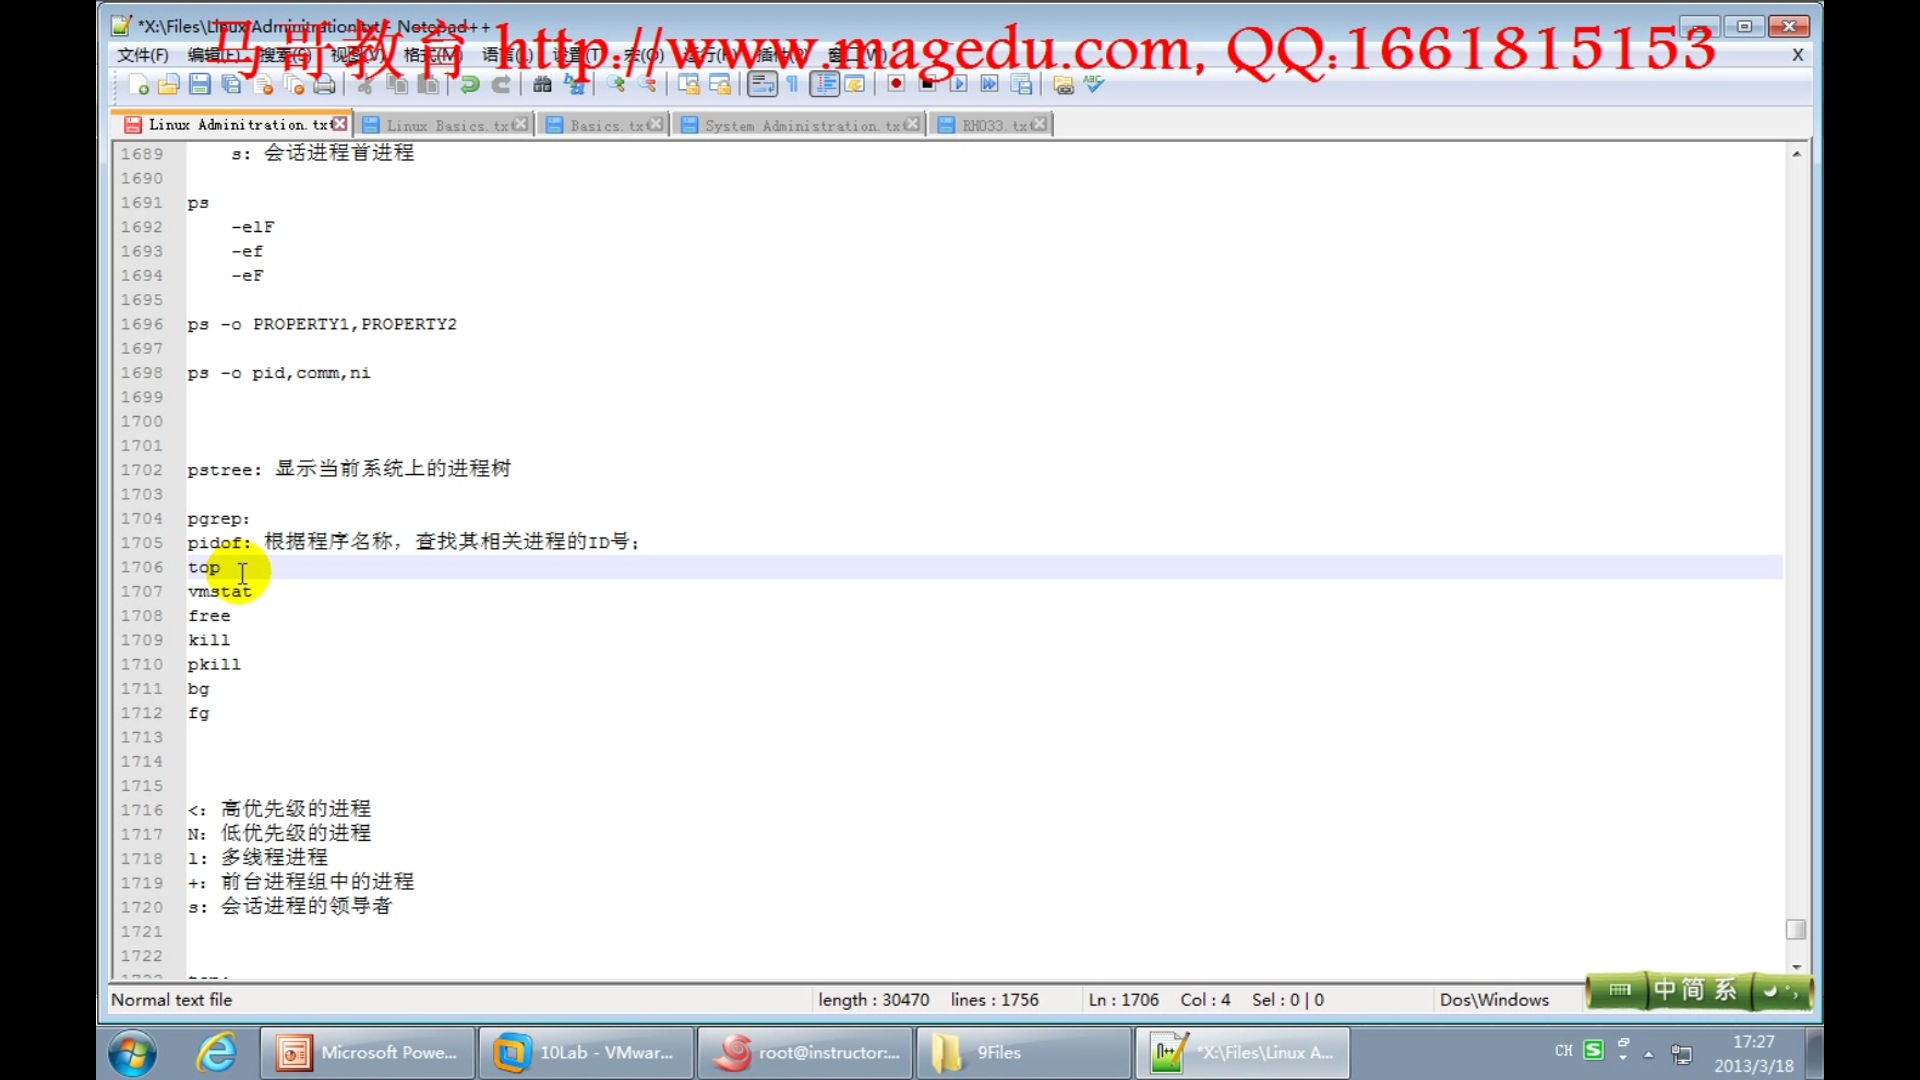 *X:\Files\Linux Adminitration.txt - Notepad++
马哥教育 http://www.magedu.com, QQ:1661815153
文件(F) 编辑(E) 搜索(S) 视图(V) 格式(M) 语言(L) 设置(T) 宏(O) 运行(R) 插件(P) 窗口(W) X
Linux Adminitration.txt Linux Basics.txt Basics.txt System Administration.txt RH033.txt
1689 s: 会话进程首进程
1690
1691 ps
1692 -elF
1693 -ef
1694 -eF
1695
1696 ps -o PROPERTY1,PROPERTY2
1697
1698 ps -o pid,comm,ni
1699
1700
1701
1702 pstree: 显示当前系统上的进程树
1703
1704 pgrep:
1705 pidof: 根据程序名称，查找其相关进程的ID号;
1706 top
1707 vmstat
1708 free
1709 kill
1710 pkill
1711 bg
1712 fg
1713
1714
1715
1716 <: 高优先级的进程
1717 N: 低优先级的进程
1718 l: 多线程进程
1719 +: 前台进程组中的进程
1720 s: 会话进程的领导者
1721
1722
Normal text file length : 30470 lines : 1756 Ln : 1706 Col : 4 Sel : 0 | 0 Dos\Windows
中简系
Microsoft Powe... 10Lab - VMwar... root@instructor:... 9Files *X:\Files\Linux A... CH 17:27
2013/3/18